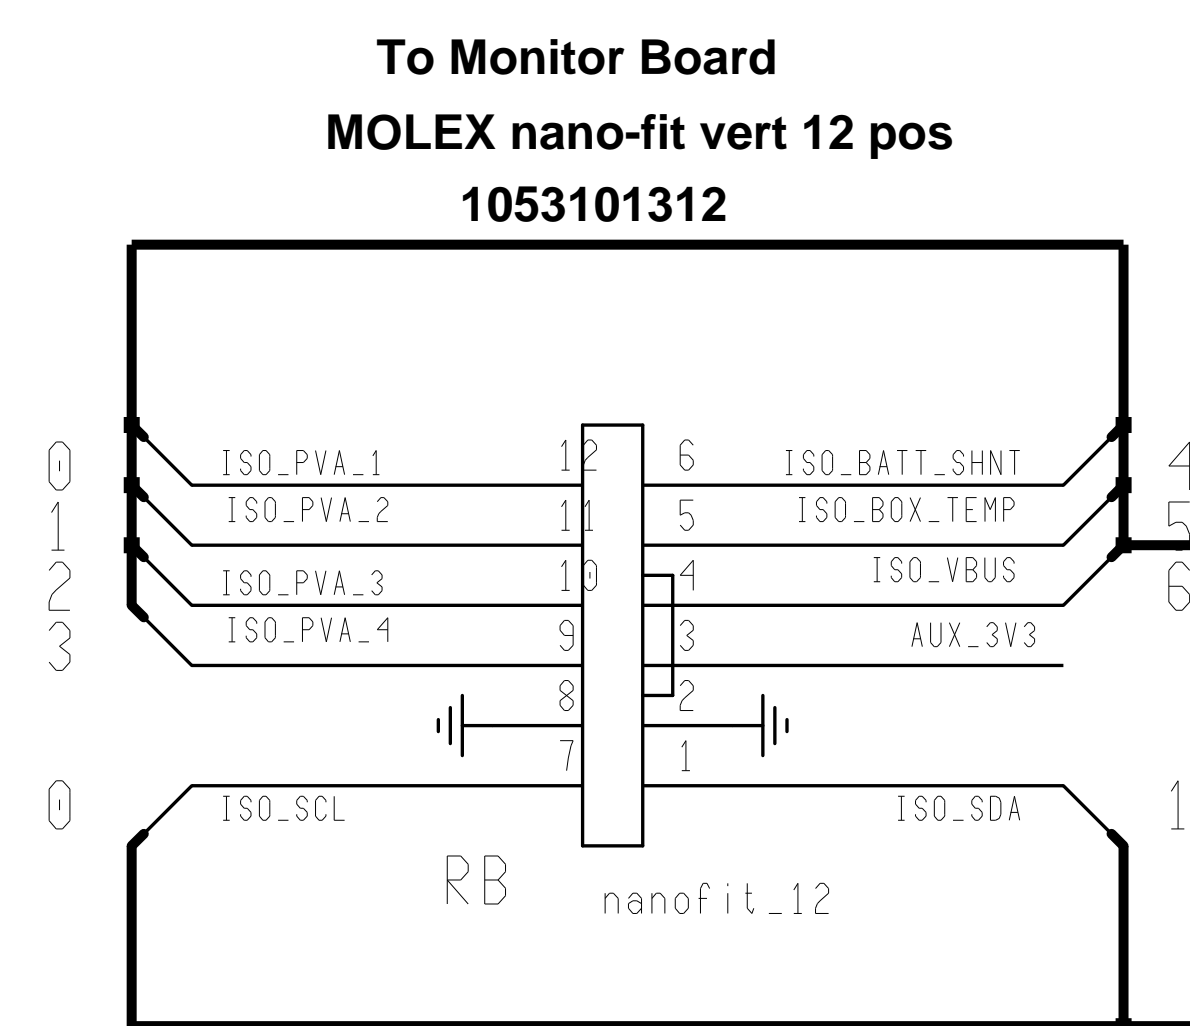 To Monitor Board
MOLEX nano-fit vert 12 pos
1053101312
0 ISO_PVA_1 12 6 ISO_BATT_SHNT 4
1 ISO_PVA_2 11 5 ISO_BOX_TEMP 5
2 ISO_PVA_3 10 4 ISO_VBUS 6
3 ISO_PVA_4 9 3 AUX_3V3
8 2
7 1
0 ISO_SCL ISO_SDA 1
RB nanofit_12